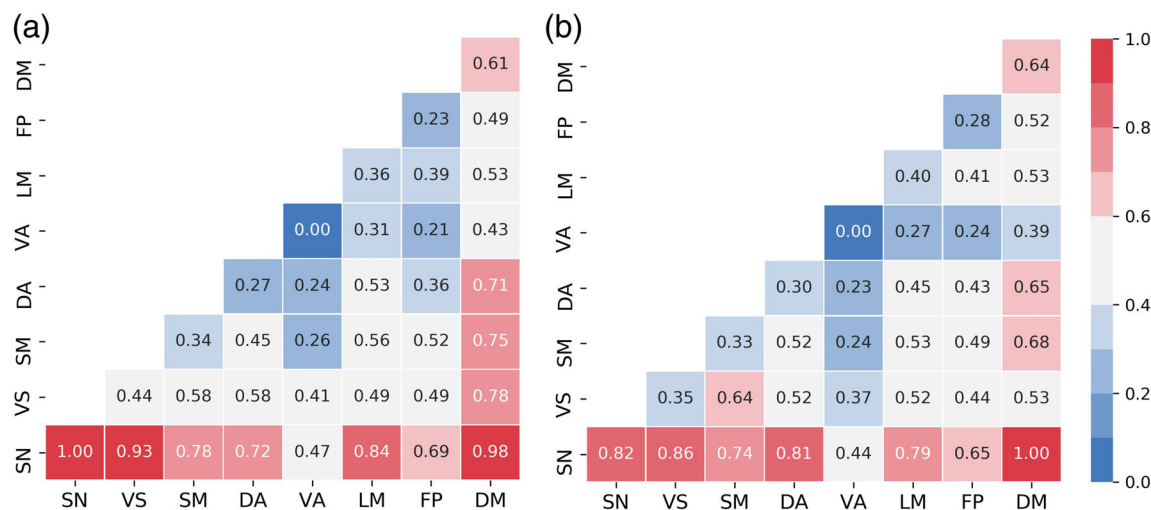 (a)
DM 0.61
FP 0.23 0.49
LM 0.36 0.39 0.53
VA 0.00 0.31 0.21 0.43
DA 0.27 0.24 0.53 0.36 0.71
SM 0.34 0.45 0.26 0.56 0.52 0.75
VS 0.44 0.58 0.58 0.41 0.49 0.49 0.78
SN 1.00 0.93 0.78 0.72 0.47 0.84 0.69 0.98
SN VS SM DA VA LM FP DM
(b)
DM 0.64
FP 0.28 0.52
LM 0.40 0.41 0.53
VA 0.00 0.27 0.24 0.39
DA 0.30 0.23 0.45 0.43 0.65
SM 0.33 0.52 0.24 0.53 0.49 0.68
VS 0.35 0.64 0.52 0.37 0.52 0.44 0.53
SN 0.82 0.86 0.74 0.81 0.44 0.79 0.65 1.00
SN VS SM DA VA LM FP DM
1.0
0.8
0.6
0.4
0.2
0.0